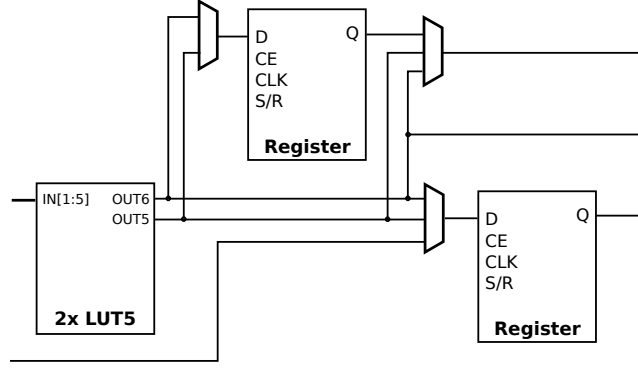 D
Q
CE
CLK
S/R
Register
IN[1:5]
OUT6
OUT5
2x LUT5
D
Q
CE
CLK
S/R
Register